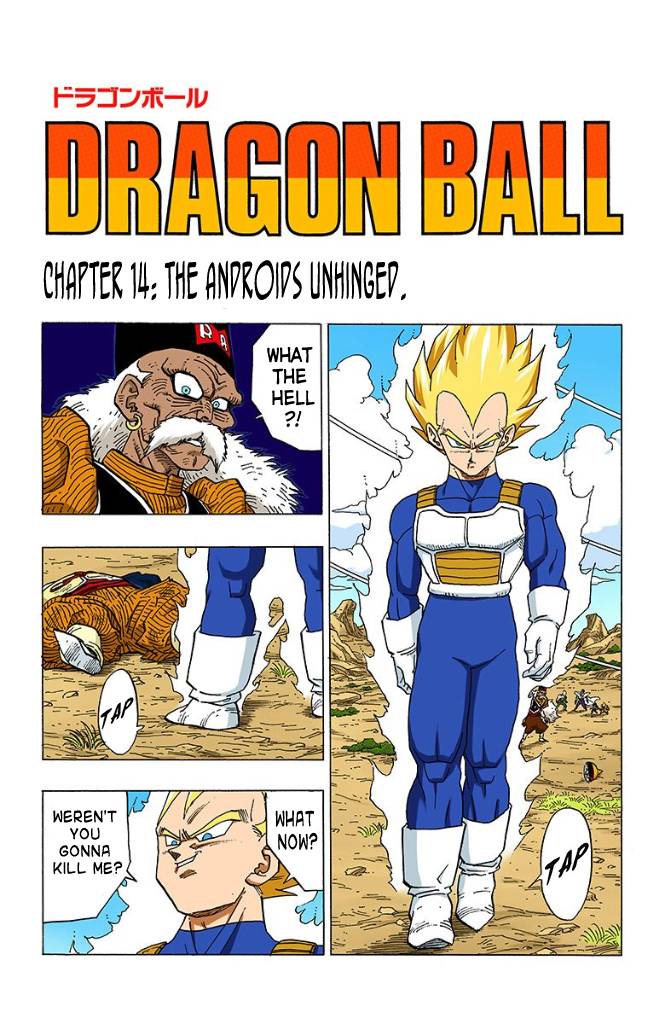 ドラゴンボール
DRAGON BALL
CHAPTER 14: THE ANDROIDS UNHINGED.
TAP
WHAT
THE
HELL
?!
TAP
WHAT
NOW?
WEREN'T
YOU
GONNA
KILL ME?